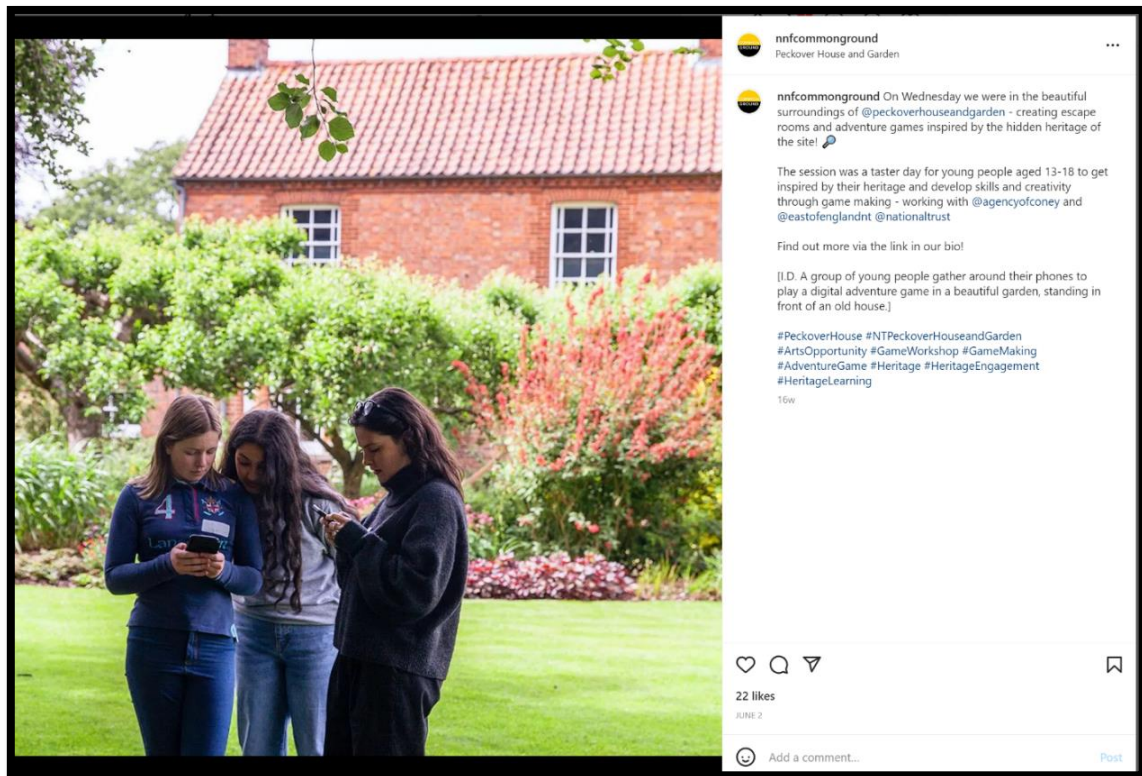 nnfcommonground
Peckover House and Garden
GROUND
nnfcommonground On Wednesday we were in the beautiful
surroundings of @peckoverhouseandgarden - creating escape
rooms and adventure games inspired by the hidden heritage of
the site! 🔎
The session was a taster day for young people aged 13-18 to get
inspired by their heritage and develop skills and creativity
through game making - working with @agencyofconey and
@eastofenglandnt @nationaltrust
Find out more via the link in our bio!
[I.D. A group of young people gather around their phones to
play a digital adventure game in a beautiful garden, standing in
front of an old house.]
#PeckoverHouse #NTPeckoverHouseandGarden
#ArtsOpportunity #GameWorkshop #GameMaking
#AdventureGame #Heritage #HeritageEngagement
#HeritageLearning
16w
22 likes
JUNE 2
Add a comment... Post
4